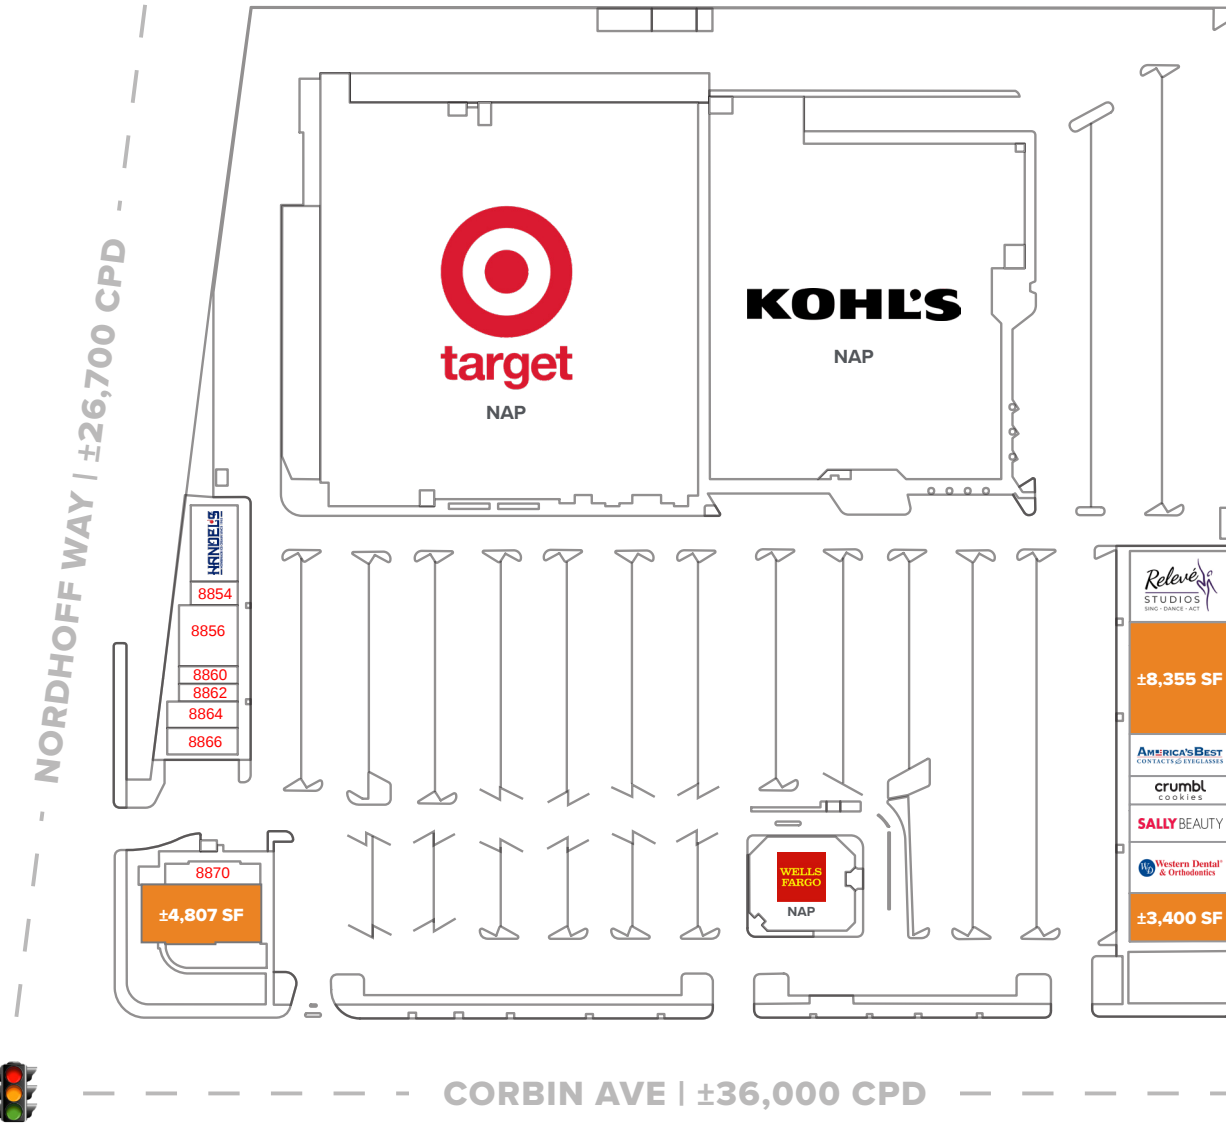 NORDHOFF WAY | ±26,700 CPD
target
NAP
KOHL'S
NAP
HANDEL'S
8854
8856
8860
8862
8864
8866
8870
±4,807 SF
WELLS
FARGO
NAP
Relevé
STUDIOS
SING • DANCE • ACT
±8,355 SF
AMERICA'S BEST
CONTACTS & EYEGLASSES
crumbl
cookies
SALLY BEAUTY
WD Western Dental
& Orthodontics
±3,400 SF
CORBIN AVE | ±36,000 CPD